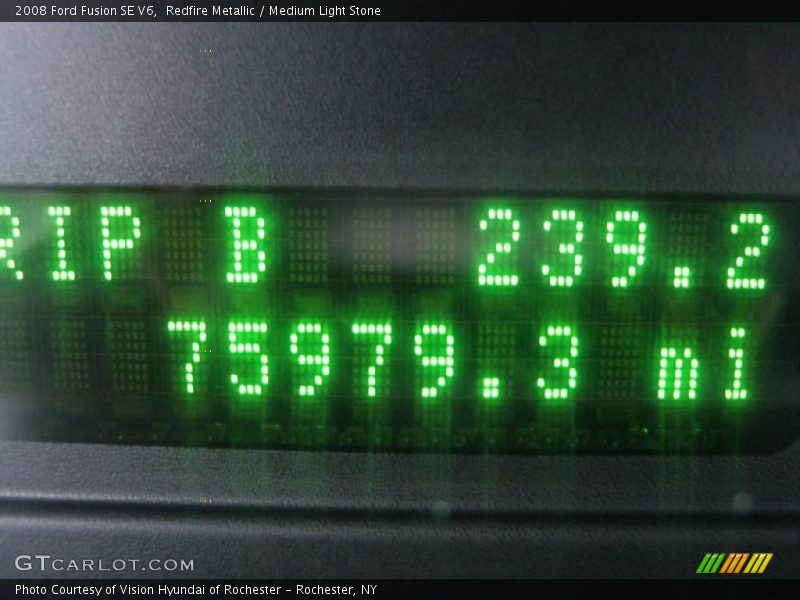 2008 Ford Fusion SE V6,  Redfire Metallic / Medium Light Stone
RIP B 239.2
75979.3 mi
GTCARLOT.COM
Photo Courtesy of Vision Hyundai of Rochester - Rochester, NY